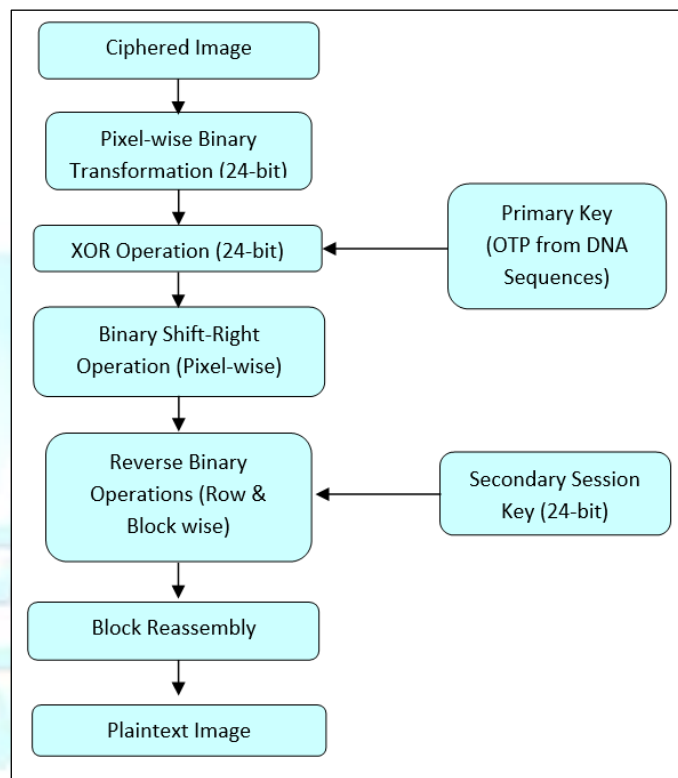 Ciphered Image
Pixel-wise Binary
Transformation (24-bit)
XOR Operation (24-bit)
Primary Key
(OTP from DNA
Sequences)
Binary Shift-Right
Operation (Pixel-wise)
Reverse Binary
Operations (Row &
Block wise)
Secondary Session
Key (24-bit)
Block Reassembly
Plaintext Image